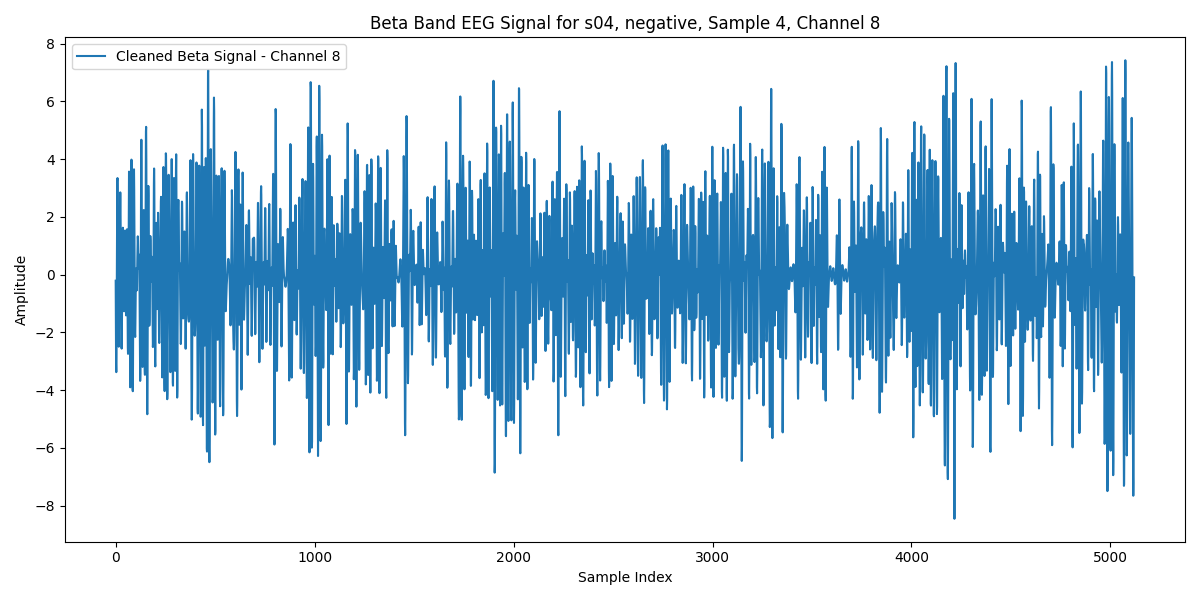 Beta Band EEG Signal for s04, negative, Sample 4, Channel 8
Cleaned Beta Signal - Channel 8
Amplitude
8
6
4
2
0
−2
−4
−6
−8
0 1000 2000 3000 4000 5000
Sample Index